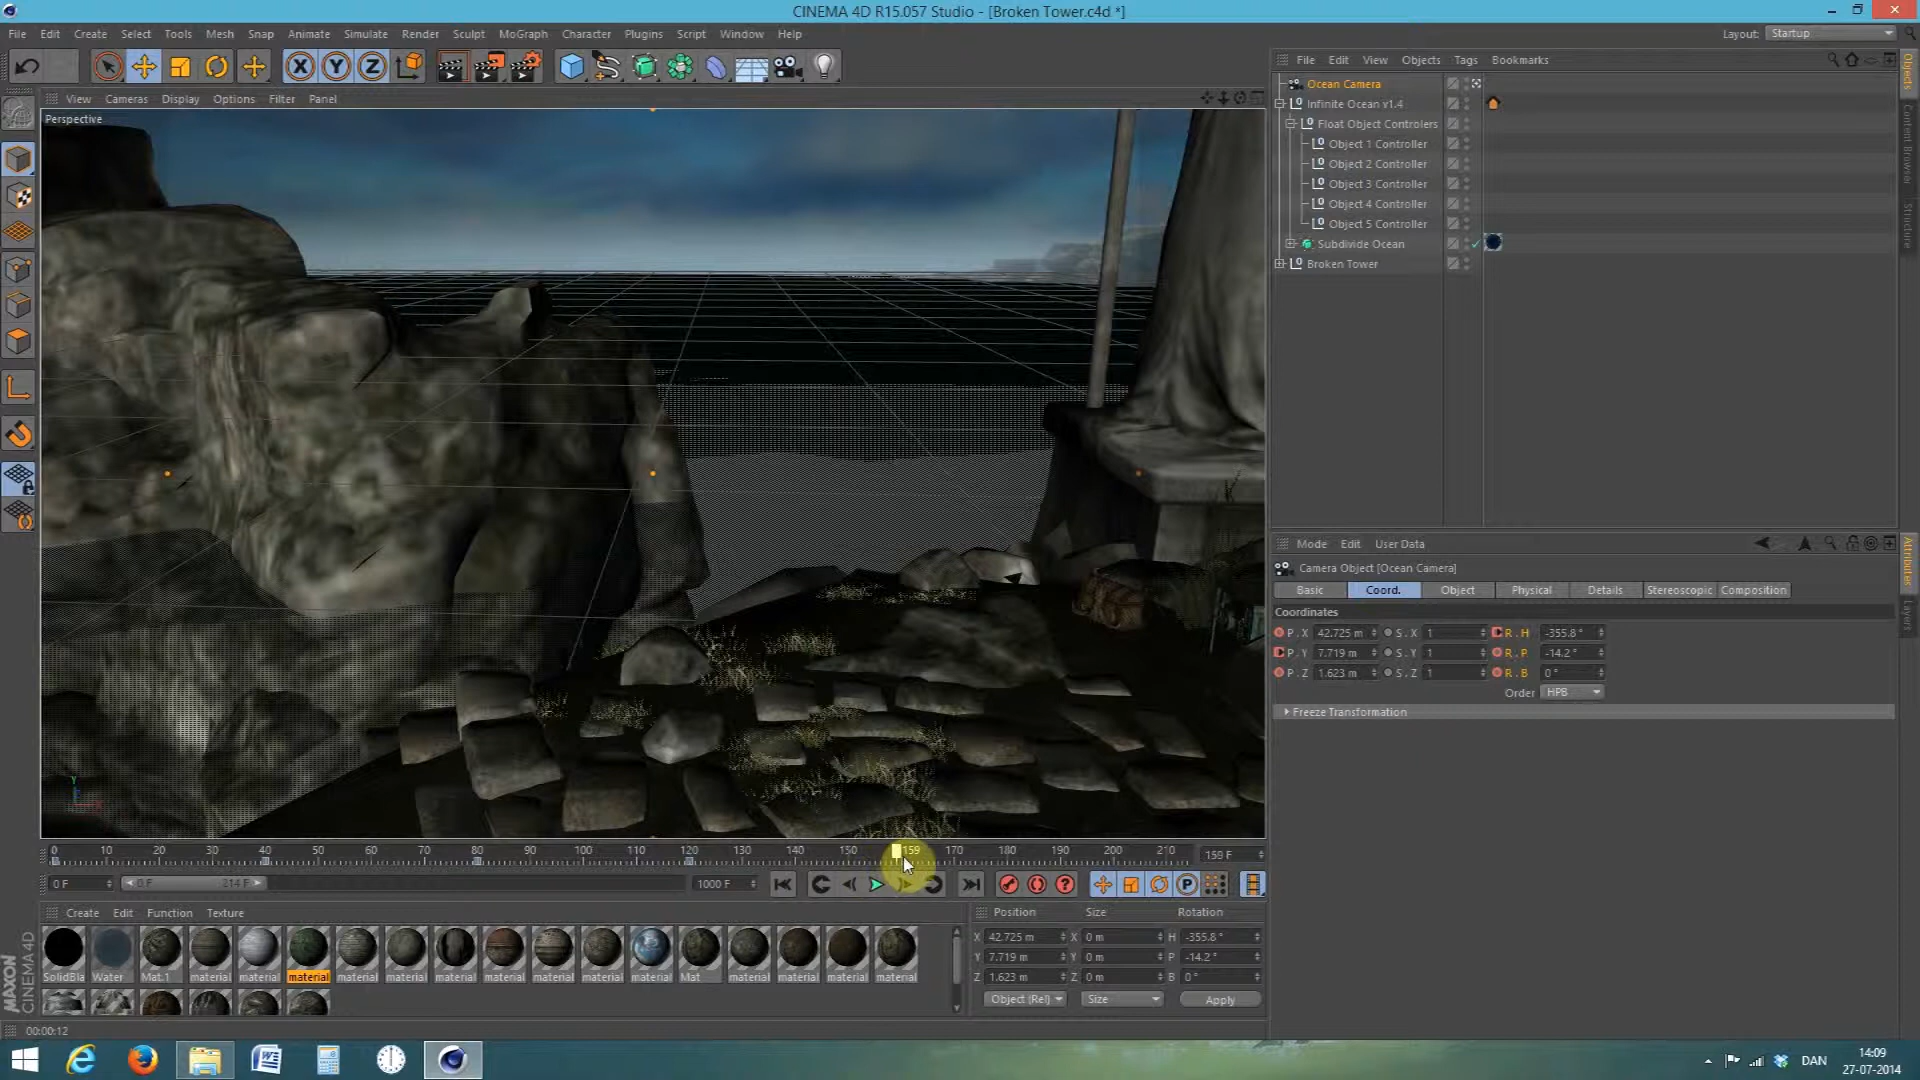 CINEMA 4D R15.057 Studio - [Broken Tower.c4d *]
File Edit Create Select Tools Mesh Snap Animate Simulate Render Sculpt MoGraph Character Plugins Script Window Help
Layout: Startup
File Edit View Objects Tags Bookmarks
Objects
Content Browser
Structure
Ocean Camera
Infinite Ocean v1.4
Float Object Controlers
Object 1 Controller
Object 2 Controller
Object 3 Controller
Object 4 Controller
Object 5 Controller
Subdivide Ocean
Broken Tower
View Cameras Display Options Filter Panel
Perspective
X Y Z
Mode Edit User Data
Attributes
Layers
Camera Object [Ocean Camera]
Basic Coord. Object Physical Details Stereoscopic Composition
Coordinates
P . X 42.725 m S . X 1 R . H -355.8 °
P . Y 7.719 m S . Y 1 R . P -14.2 °
P . Z 1.623 m S . Z 1 R . B 0 °
Order HPB
Freeze Transformation
Y
X
0 10 20 30 40 50 60 70 80 90 100 110 120 130 140 150 159 170 180 190 200 210 159 F
0 F 0 F 214 F 1000 F
P
Create Edit Function Texture
SolidBla Water Mat.1 material material material material material material material material material material Mat material material material material
Position Size Rotation
X 42.725 m X 0 m H -355.8 °
Y 7.719 m Y 0 m P -14.2 °
Z 1.623 m Z 0 m B 0 °
Object (Rel) Size Apply
MAXON
CINEMA 4D
00:00:12
DAN
14:09
27-07-2014